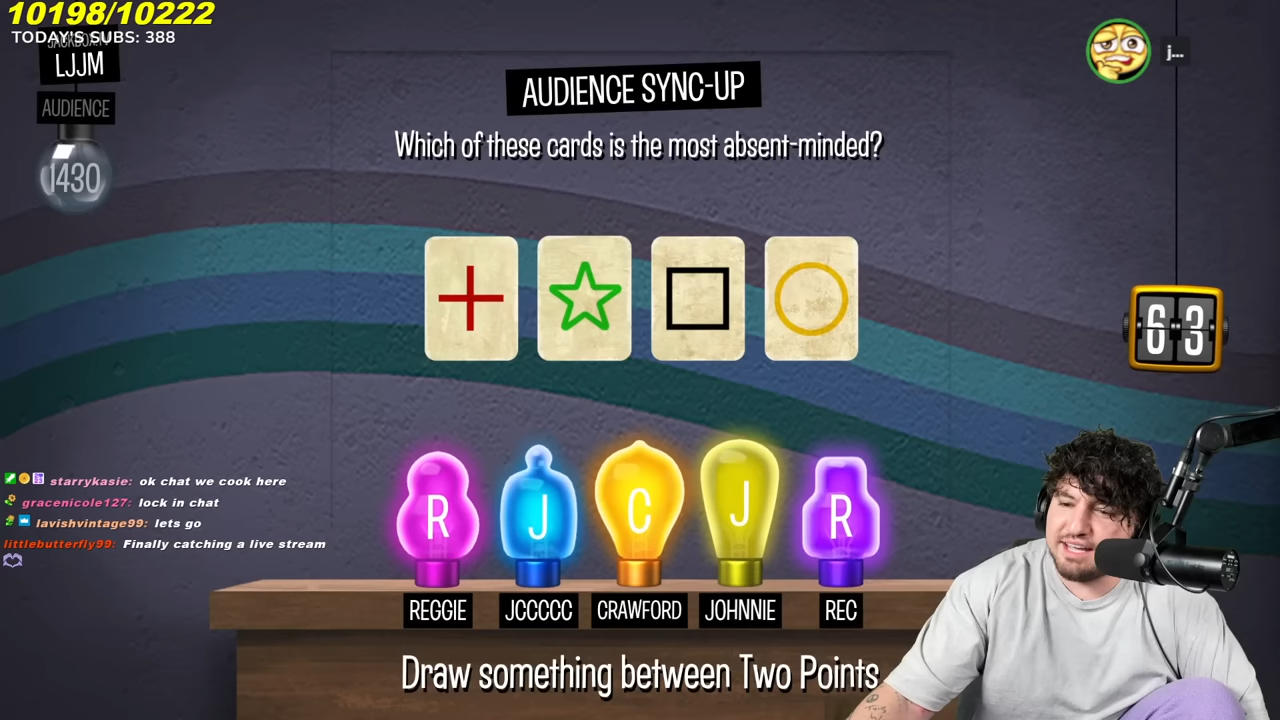 10198/10222
TODAY'S SUBS: 388
JACKBOX.TV
LJJM
AUDIENCE
1430
AUDIENCE SYNC-UP
j...
Which of these cards is the most absent-minded?
63
starrykasie: ok chat we cook here
gracenicole127: lock in chat
lavishvintage99: lets go
littlebutterfly99: Finally catching a live stream
R
J
C
J
R
REGGIE
JCCCCC
CRAWFORD
JOHNNIE
REC
Draw something between Two Points